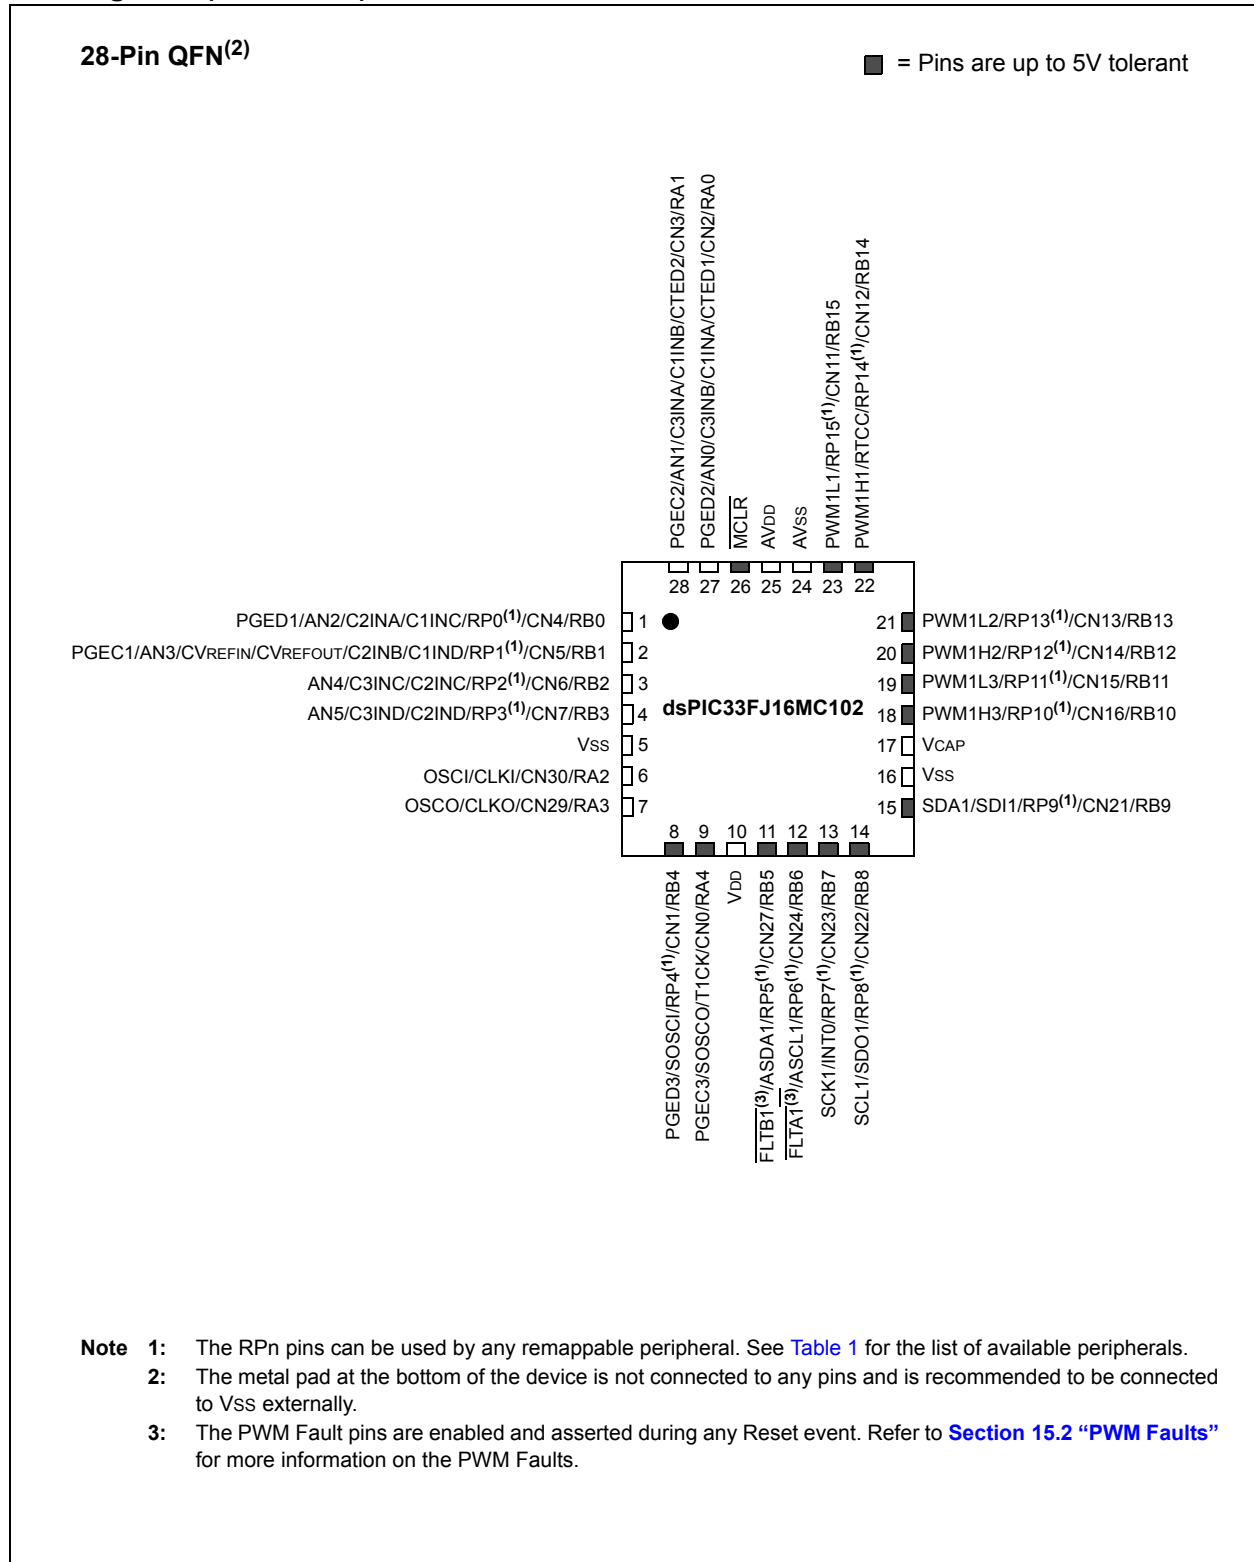 28-Pin QFN(2)
= Pins are up to 5V tolerant
PGEC2/AN1/C3INA/C1INB/CTED2/CN3/RA1
PGED2/AN0/C3INB/C1INA/CTED1/CN2/RA0
MCLR
AVDD
AVSS
PWM1L1/RP15(1)/CN11/RB15
PWM1H1/RTCC/RP14(1)/CN12/RB14
28 27 26 25 24 23 22
PGED1/AN2/C2INA/C1INC/RP0(1)/CN4/RB0 1
PGEC1/AN3/CVREFIN/CVREFOUT/C2INB/C1IND/RP1(1)/CN5/RB1 2
AN4/C3INC/C2INC/RP2(1)/CN6/RB2 3
AN5/C3IND/C2IND/RP3(1)/CN7/RB3 4
VSS 5
OSCI/CLKI/CN30/RA2 6
OSCO/CLKO/CN29/RA3 7
dsPIC33FJ16MC102
21 PWM1L2/RP13(1)/CN13/RB13
20 PWM1H2/RP12(1)/CN14/RB12
19 PWM1L3/RP11(1)/CN15/RB11
18 PWM1H3/RP10(1)/CN16/RB10
17 VCAP
16 VSS
15 SDA1/SDI1/RP9(1)/CN21/RB9
8 9 10 11 12 13 14
PGED3/SOSCI/RP4(1)/CN1/RB4
PGEC3/SOSCO/T1CK/CN0/RA4
VDD
FLTB1(3)/ASDA1/RP5(1)/CN27/RB5
FLTA1(3)/ASCL1/RP6(1)/CN24/RB6
SCK1/INT0/RP7(1)/CN23/RB7
SCL1/SDO1/RP8(1)/CN22/RB8
Note 1: The RPn pins can be used by any remappable peripheral. See Table 1 for the list of available peripherals.
2: The metal pad at the bottom of the device is not connected to any pins and is recommended to be connected
to VSS externally.
3: The PWM Fault pins are enabled and asserted during any Reset event. Refer to Section 15.2 “PWM Faults”
for more information on the PWM Faults.